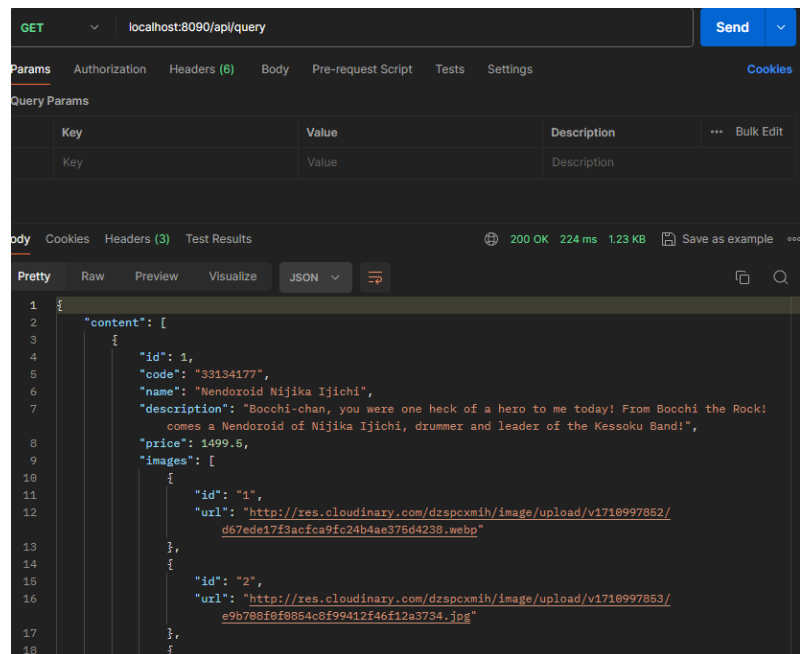 GET localhost:8090/api/query Send
Params Authorization Headers (6) Body Pre-request Script Tests Settings Cookies
Query Params
Key Value Description ••• Bulk Edit
Key Value Description
ody Cookies Headers (3) Test Results 200 OK 224 ms 1.23 KB Save as example ooo
Pretty Raw Preview Visualize JSON
1 {
2 "content": [
3 {
4 "id": 1,
5 "code": "33134177",
6 "name": "Nendoroid Nijika Ijichi",
7 "description": "Bocchi-chan, you were one heck of a hero to me today! From Bocchi the Rock!
comes a Nendoroid of Nijika Ijichi, drummer and leader of the Kessoku Band!",
8 "price": 1499.5,
9 "images": [
10 {
11 "id": "1",
12 "url": "http://res.cloudinary.com/dzspcxmih/image/upload/v1710997852/
d67ede17f3acfca9fc24b4ae375d4238.webp"
13 },
14 {
15 "id": "2",
16 "url": "http://res.cloudinary.com/dzspcxmih/image/upload/v1710997853/
e9b708f0f0854c8f99412f46f12a3734.jpg"
17 },
18 {